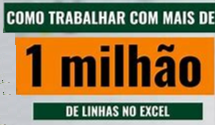 COMO TRABALHAR COM MAIS DE
1 milhão
DE LINHAS NO EXCEL